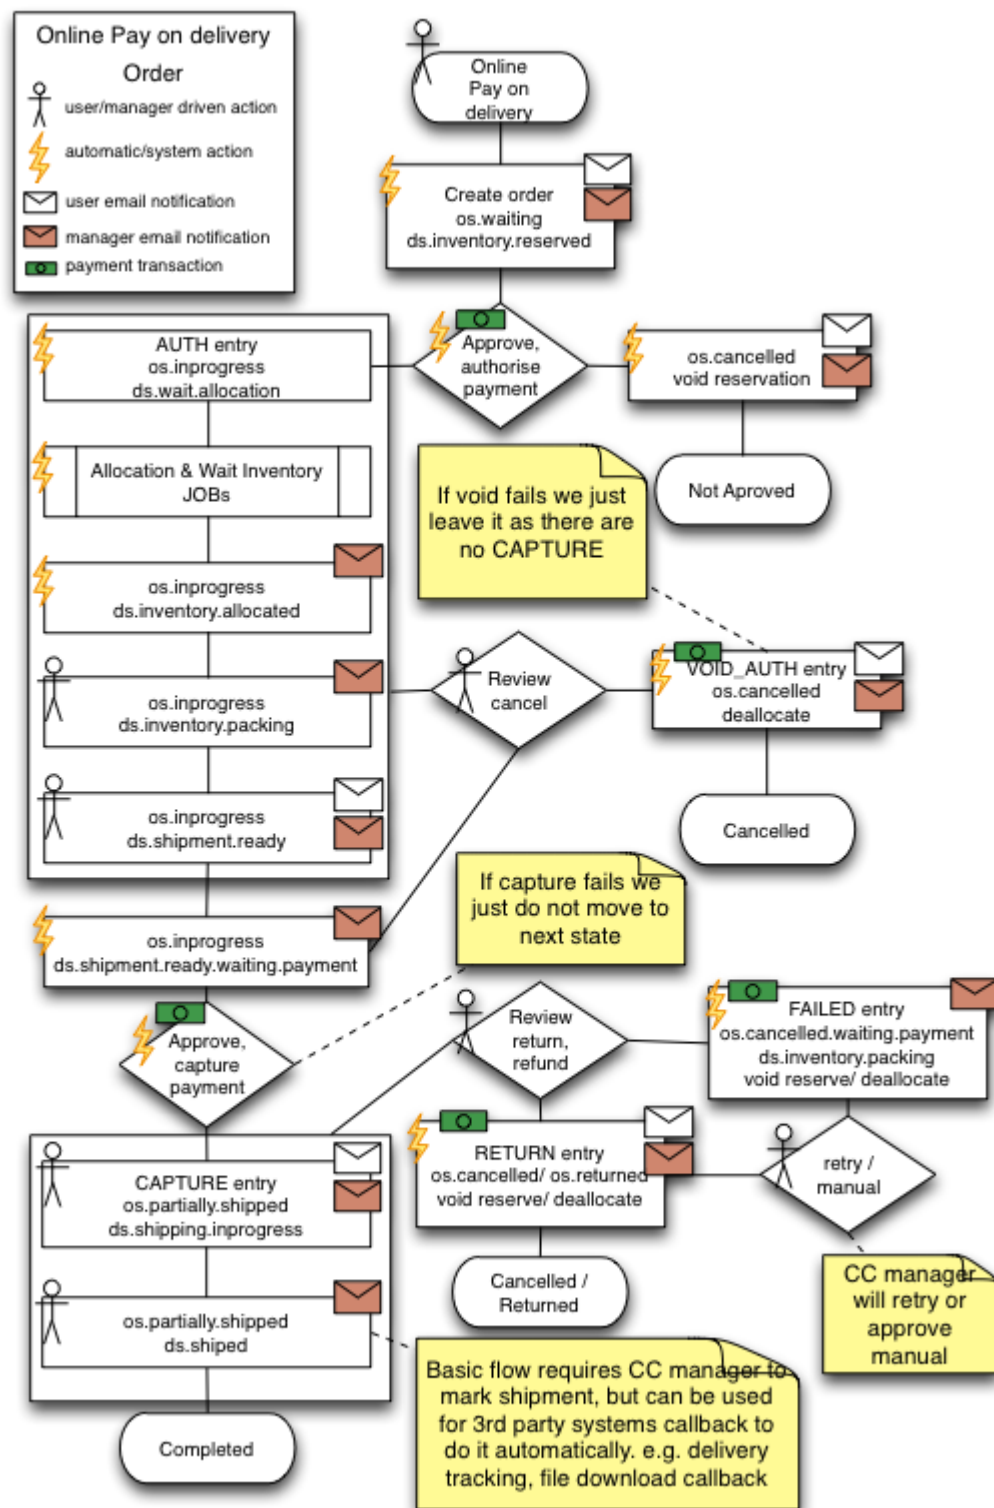 Online Pay on delivery
Order
user/manager driven action
automatic/system action
user email notification
manager email notification
payment transaction
Online
Pay on
delivery
Create order
os.waiting
ds.inventory.reserved
Approve,
authorise
payment
AUTH entry
os.inprogress
ds.wait.allocation
os.cancelled
void reservation
Not Aproved
Allocation & Wait Inventory
JOBs
If void fails we just
leave it as there are
no CAPTURE
os.inprogress
ds.inventory.allocated
os.inprogress
ds.inventory.packing
Review
cancel
VOID_AUTH entry
os.cancelled
deallocate
Cancelled
os.inprogress
ds.shipment.ready
If capture fails we
just do not move to
next state
os.inprogress
ds.shipment.ready.waiting.payment
Approve,
capture
payment
Review
return,
refund
FAILED entry
os.cancelled.waiting.payment
ds.inventory.packing
void reserve/ deallocate
RETURN entry
os.cancelled/ os.returned
void reserve/ deallocate
retry /
manual
CAPTURE entry
os.partially.shipped
ds.shipping.inprogress
Cancelled /
Returned
CC manager
will retry or
approve
manual
os.partially.shipped
ds.shiped
Basic flow requires CC manager to
mark shipment, but can be used
for 3rd party systems callback to
do it automatically. e.g. delivery
tracking, file download callback
Completed